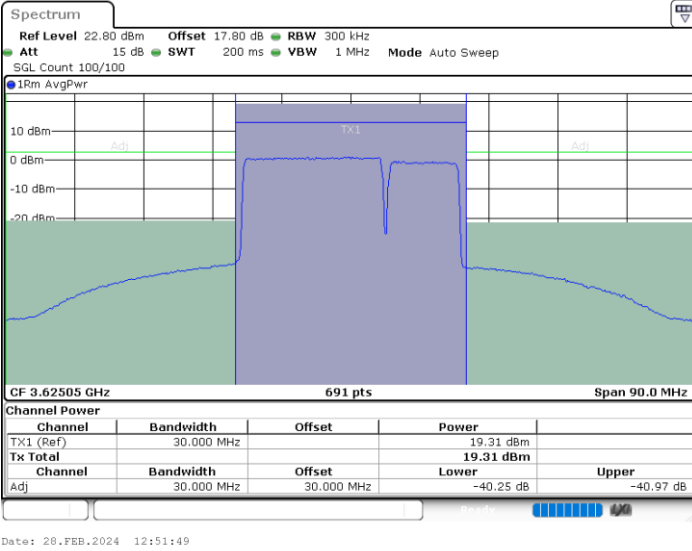 Spectrum
Ref Level 22.80 dBm Offset 17.80 dB RBW 300 kHz
Att 15 dB SWT 200 ms VBW 1 MHz Mode Auto Sweep
SGL Count 100/100
1Rm AvgPwr
10 dBm
TX1
Adj Adj
0 dBm
-10 dBm
-20 dBm
CF 3.62505 GHz 691 pts Span 90.0 MHz
Channel Power
Channel Bandwidth Offset Power
TX1 (Ref) 30.000 MHz 19.31 dBm
Tx Total 19.31 dBm
Channel Bandwidth Offset Lower Upper
Adj 30.000 MHz 30.000 MHz -40.25 dB -40.97 dB
Ready
Date: 28.FEB.2024 12:51:49